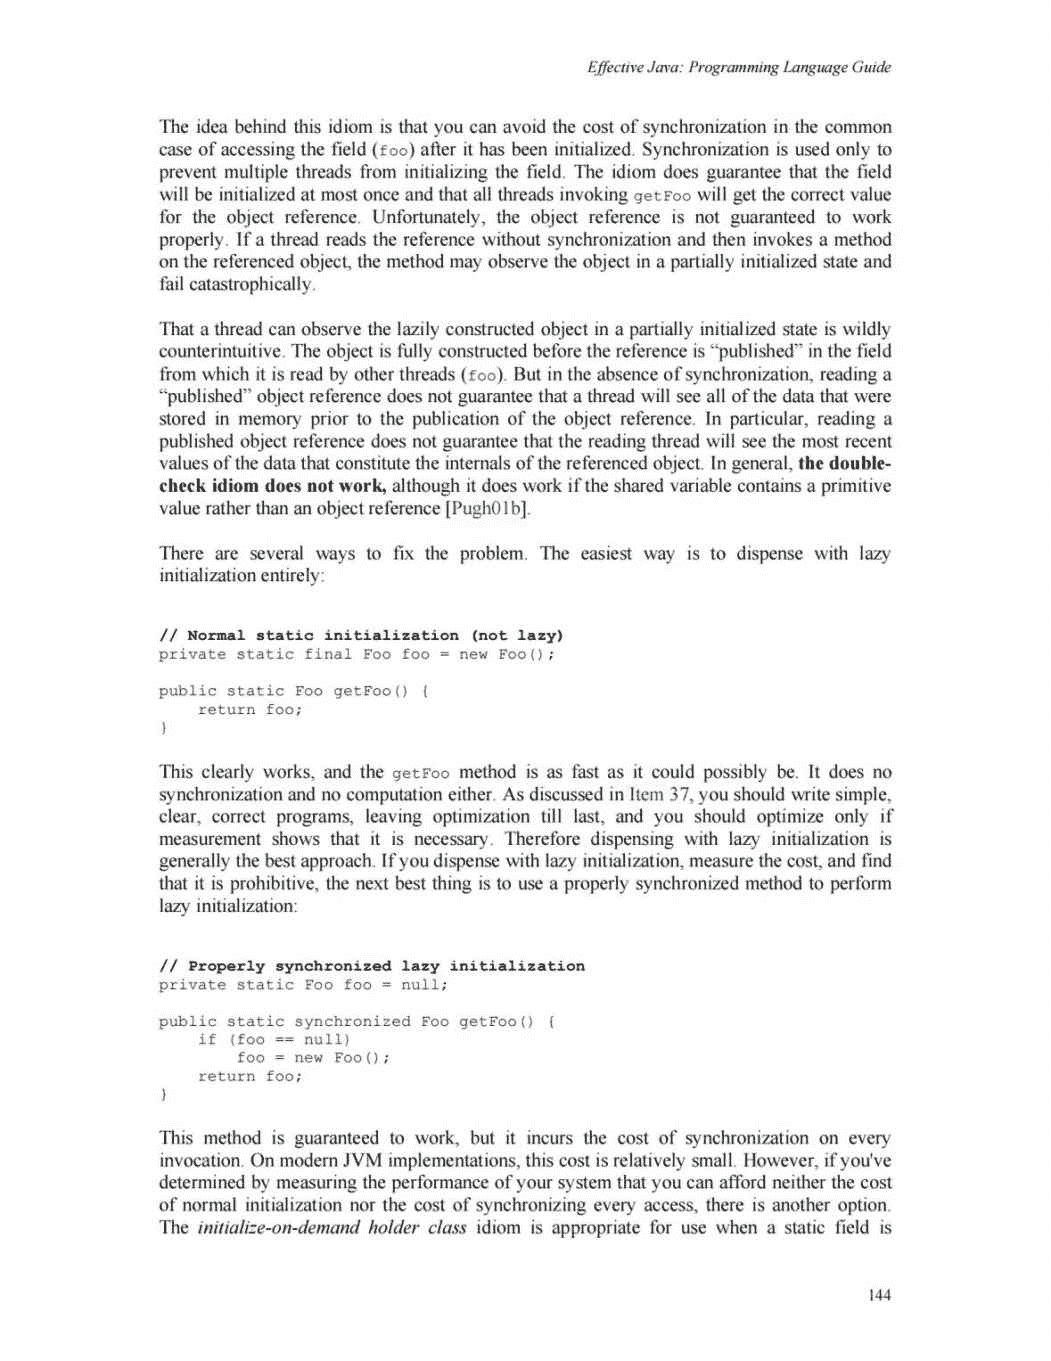 Effective Java: Programming Language Guide
The idea behind this idiom is that you can avoid the cost of synchronization in the common
case of accessing the field (foo) after it has been initialized. Synchronization is used only to
prevent multiple threads from initializing the field. The idiom does guarantee that the field
will be initialized at most once and that all threads invoking getFoo will get the correct value
for the object reference. Unfortunately, the object reference is not guaranteed to work
properly. If a thread reads the reference without synchronization and then invokes a method
on the referenced object, the method may observe the object in a partially initialized state and
fail catastrophically.
That a thread can observe the lazily constructed object in a partially initialized state is wildly
counterintuitive. The object is fully constructed before the reference is “published” in the field
from which it is read by other threads (foo). But in the absence of synchronization, reading a
“published” object reference does not guarantee that a thread will see all of the data that were
stored in memory prior to the publication of the object reference. In particular, reading a
published object reference does not guarantee that the reading thread will see the most recent
values of the data that constitute the internals of the referenced object. In general, the double-
check idiom does not work, although it does work if the shared variable contains a primitive
value rather than an object reference [Pugh01b].
There are several ways to fix the problem. The easiest way is to dispense with lazy
initialization entirely:
// Normal static initialization (not lazy)
private static final Foo foo = new Foo();
public static Foo getFoo() {
    return foo;
}
This clearly works, and the getFoo method is as fast as it could possibly be. It does no
synchronization and no computation either. As discussed in Item 37, you should write simple,
clear, correct programs, leaving optimization till last, and you should optimize only if
measurement shows that it is necessary. Therefore dispensing with lazy initialization is
generally the best approach. If you dispense with lazy initialization, measure the cost, and find
that it is prohibitive, the next best thing is to use a properly synchronized method to perform
lazy initialization:
// Properly synchronized lazy initialization
private static Foo foo = null;
public static synchronized Foo getFoo() {
    if (foo == null)
        foo = new Foo();
    return foo;
}
This method is guaranteed to work, but it incurs the cost of synchronization on every
invocation. On modern JVM implementations, this cost is relatively small. However, if you've
determined by measuring the performance of your system that you can afford neither the cost
of normal initialization nor the cost of synchronizing every access, there is another option.
The initialize-on-demand holder class idiom is appropriate for use when a static field is
144